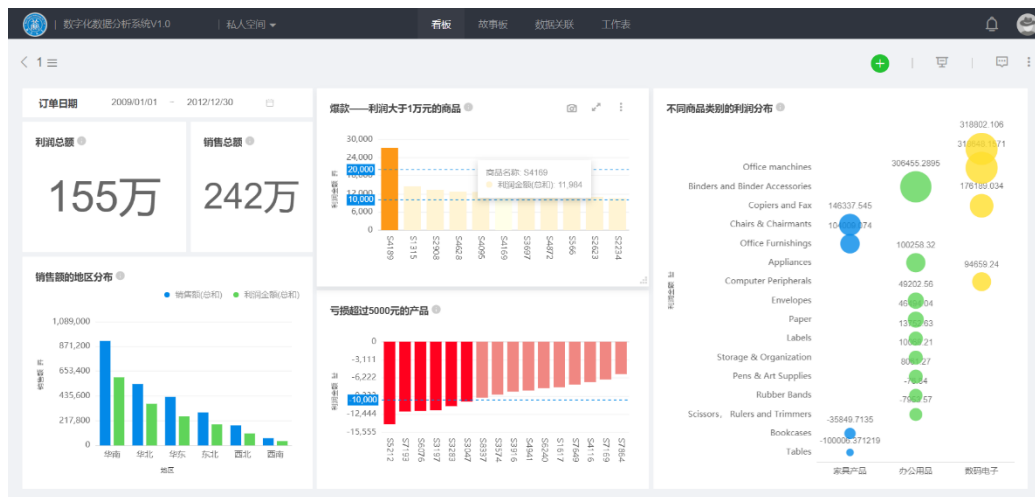 数字化数据分析系统V1.0
私人空间
看板
故事板
数据关联
工作表
1
订单日期
2009/01/01 - 2012/12/30
利润总额
155万
销售总额
242万
销售额的地区分布
销售额(总和)
利润金额(总和)
1,089,000
871,200
653,400
435,600
217,800
0
华南
华北
华东
东北
西北
西南
地区
爆款——利润大于1万元的商品
30,000
24,000
20,000
12,000
10,000
6,000
0
商品名称: S4169
利润金额(总和): 11,984
S4189
S1315
S2908
S4628
S4095
S4169
S3697
S4872
S566
S2623
S2234
亏损超过5000元的产品
0
-3,111
-6,222
10,000
-12,444
-15,555
S5212
S7193
S6076
S3197
S3283
S3047
S8337
S3574
S3916
S4941
S6240
S1617
S7649
S4116
S7169
S7864
不同商品类别的利润分布
318802.106
Office manchines
306455.2895
Binders and Binder Accessories
176189.034
Copiers and Fax
146337.545
Chairs & Chairmants
Office Furnishings
100258.32
Appliances
94659.24
Computer Peripherals
49202.56
Envelopes
Paper
Labels
Storage & Organization
Pens & Art Supplies
Rubber Bands
Scissors, Rulers and Trimmers
-35849.7135
Bookcases
Tables
家具产品
办公用品
数码电子